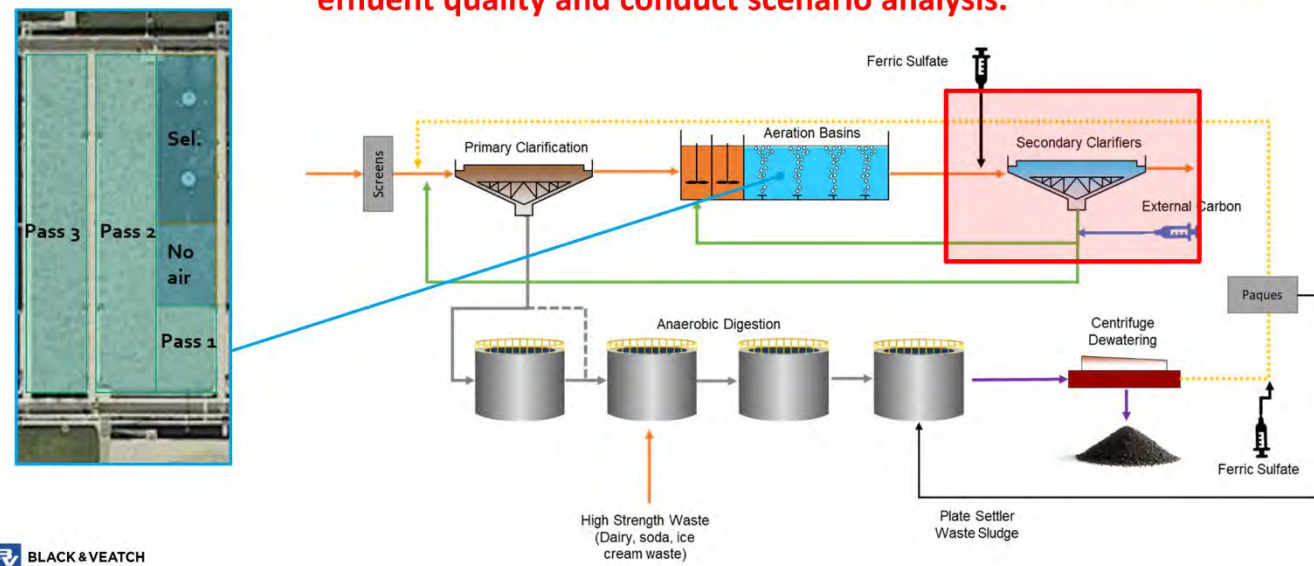 effluent quality and conduct scenario analysis.
Sel.
Pass 3
Pass 2
No
air
Pass 1
Ferric Sulfate
Screens
Primary Clarification
Aeration Basins
Secondary Clarifiers
External Carbon
Paques
Anaerobic Digestion
Centrifuge
Dewatering
Ferric Sulfate
High Strength Waste
(Dairy, soda, ice
cream waste)
Plate Settler
Waste Sludge
BLACK & VEATCH